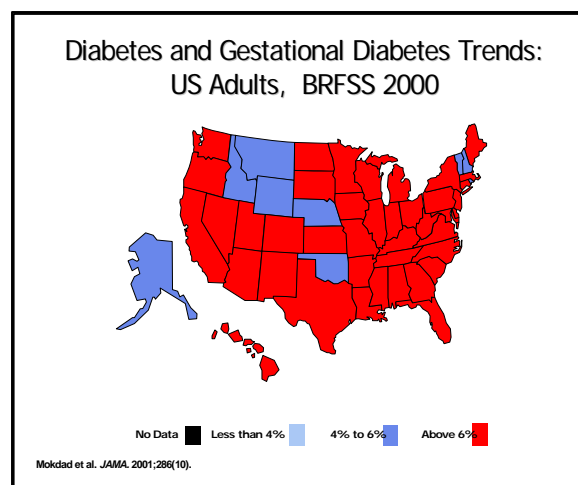 Diabetes and Gestational Diabetes Trends:
US Adults, BRFSS 2000
No Data Less than 4% 4% to 6% Above 6%
Mokdad et al. JAMA. 2001;286(10).